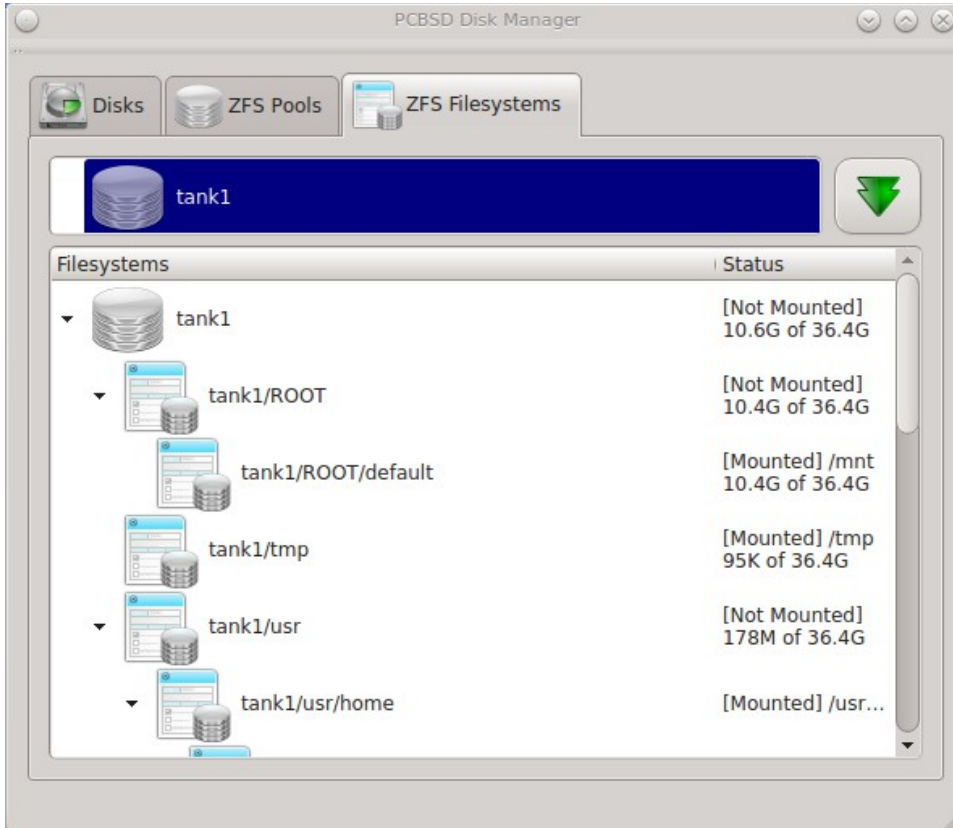 PCBSD Disk Manager
Disks
ZFS Pools
ZFS Filesystems
tank1
Filesystems
Status
tank1
[Not Mounted]
10.6G of 36.4G
tank1/ROOT
[Not Mounted]
10.4G of 36.4G
tank1/ROOT/default
[Mounted] /mnt
10.4G of 36.4G
tank1/tmp
[Mounted] /tmp
95K of 36.4G
tank1/usr
[Not Mounted]
178M of 36.4G
tank1/usr/home
[Mounted] /usr...